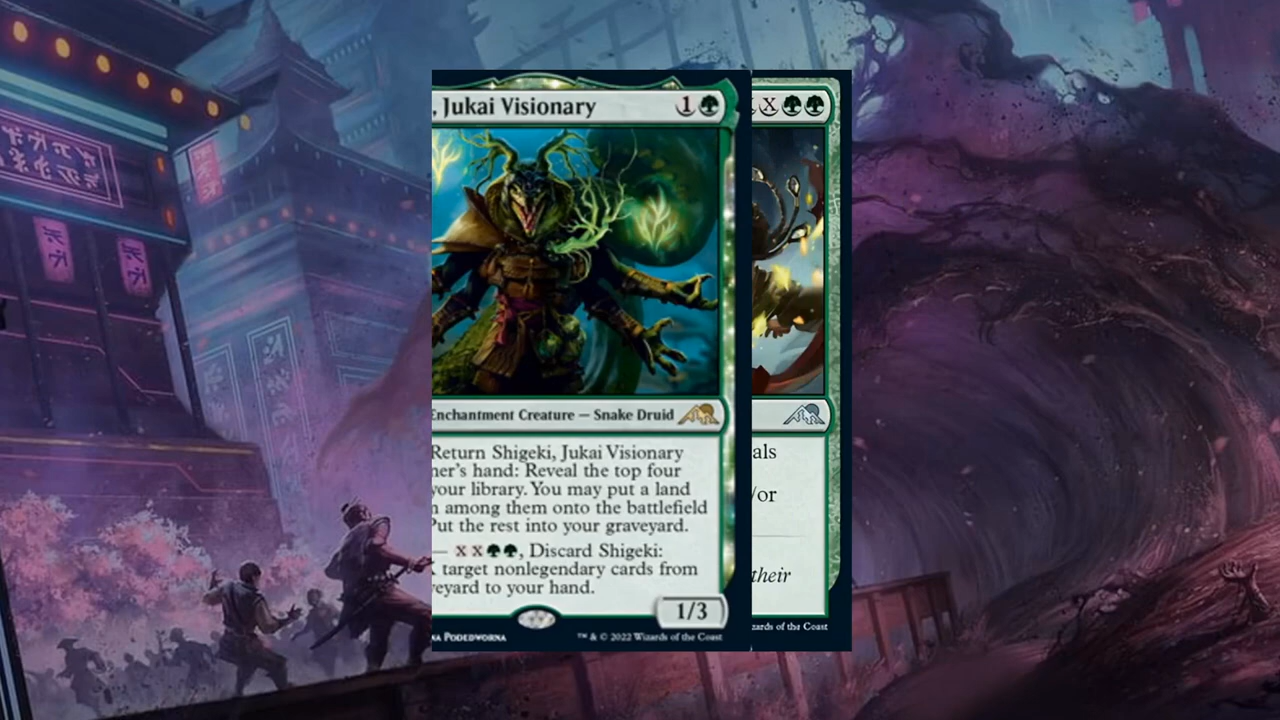 , Jukai Visionary 1
X
Enchantment Creature — Snake Druid
Return Shigeki, Jukai Visionary
ner's hand: Reveal the top four
your library. You may put a land
among them onto the battlefield
Put the rest into your graveyard.
— X X , Discard Shigeki:
target nonlegendary cards from
eyard to your hand.
1/3
NA PODEDWORNA ™ & © 2022 Wizards of the Coast
als
/or
their
zards of the Coast